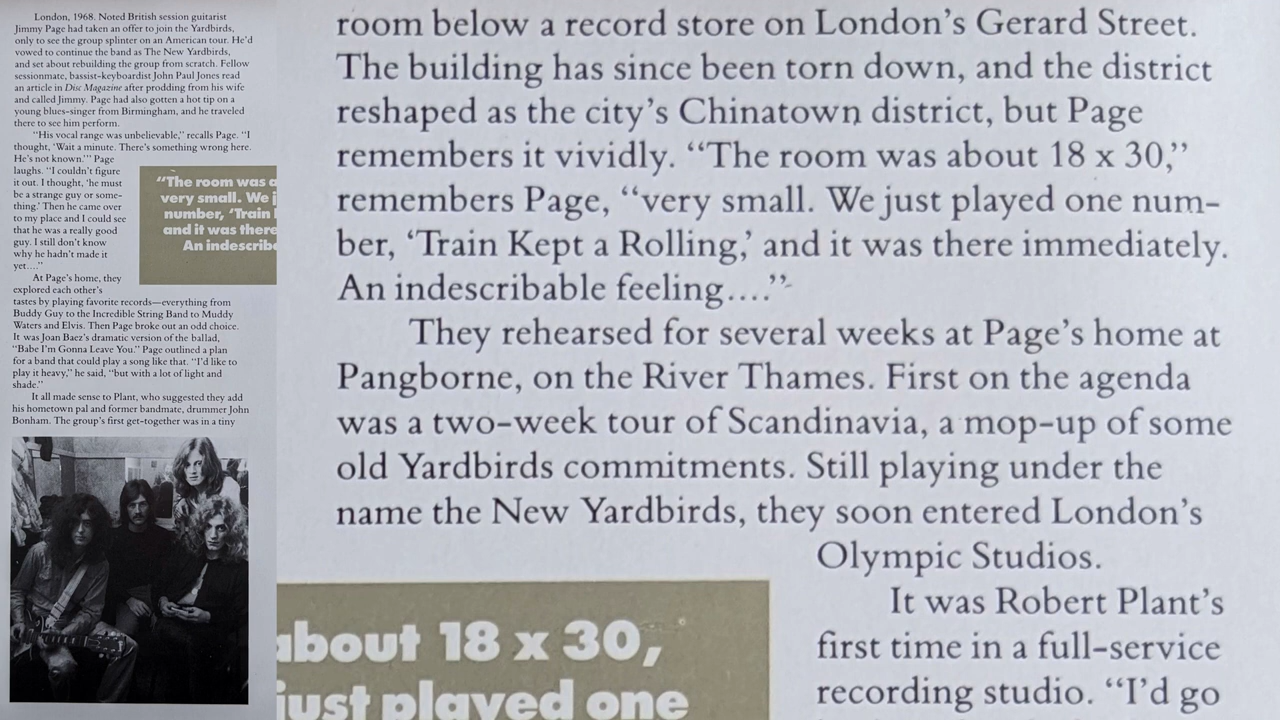 London, 1968. Noted British session guitarist
Jimmy Page had taken an offer to join the Yardbirds,
only to see the group splinter on an American tour. He'd
vowed to continue the band as The New Yardbirds,
and set about rebuilding the group from scratch. Fellow
sessionmate, bassist-keyboardist John Paul Jones read
an article in Disc Magazine after prodding from his wife
and called Jimmy. Page had also gotten a hot tip on a
young blues-singer from Birmingham, and he traveled
there to see him perform.
"His vocal range was unbelievable," recalls Page. "I
thought, 'Wait a minute. There's something wrong here.
He's not known.'" Page
laughs. "I couldn't figure
it out. I thought, 'he must
be a strange guy or some-
thing.' Then he came over
to my place and I could see
that he was a really good
guy. I still don't know
why he hadn't made it
yet...."
At Page's home, they
explored each other's
tastes by playing favorite records—everything from
Buddy Guy to the Incredible String Band to Muddy
Waters and Elvis. Then Page broke out an odd choice.
It was Joan Baez's dramatic version of the ballad,
"Babe I'm Gonna Leave You." Page outlined a plan
for a band that could play a song like that. "I'd like to
play it heavy," he said, "but with a lot of light and
shade."
It all made sense to Plant, who suggested they add
his hometown pal and former bandmate, drummer John
Bonham. The group's first get-together was in a tiny
"The room was a
very small. We j
number, 'Train
and it was there
An indescriba
room below a record store on London's Gerard Street.
The building has since been torn down, and the district
reshaped as the city's Chinatown district, but Page
remembers it vividly. "The room was about 18 x 30,"
remembers Page, "very small. We just played one num-
ber, 'Train Kept a Rolling,' and it was there immediately.
An indescribable feeling...."
They rehearsed for several weeks at Page's home at
Pangborne, on the River Thames. First on the agenda
was a two-week tour of Scandinavia, a mop-up of some
old Yardbirds commitments. Still playing under the
name the New Yardbirds, they soon entered London's
Olympic Studios.
It was Robert Plant's
first time in a full-service
recording studio. "I'd go
about 18 x 30,
just played one